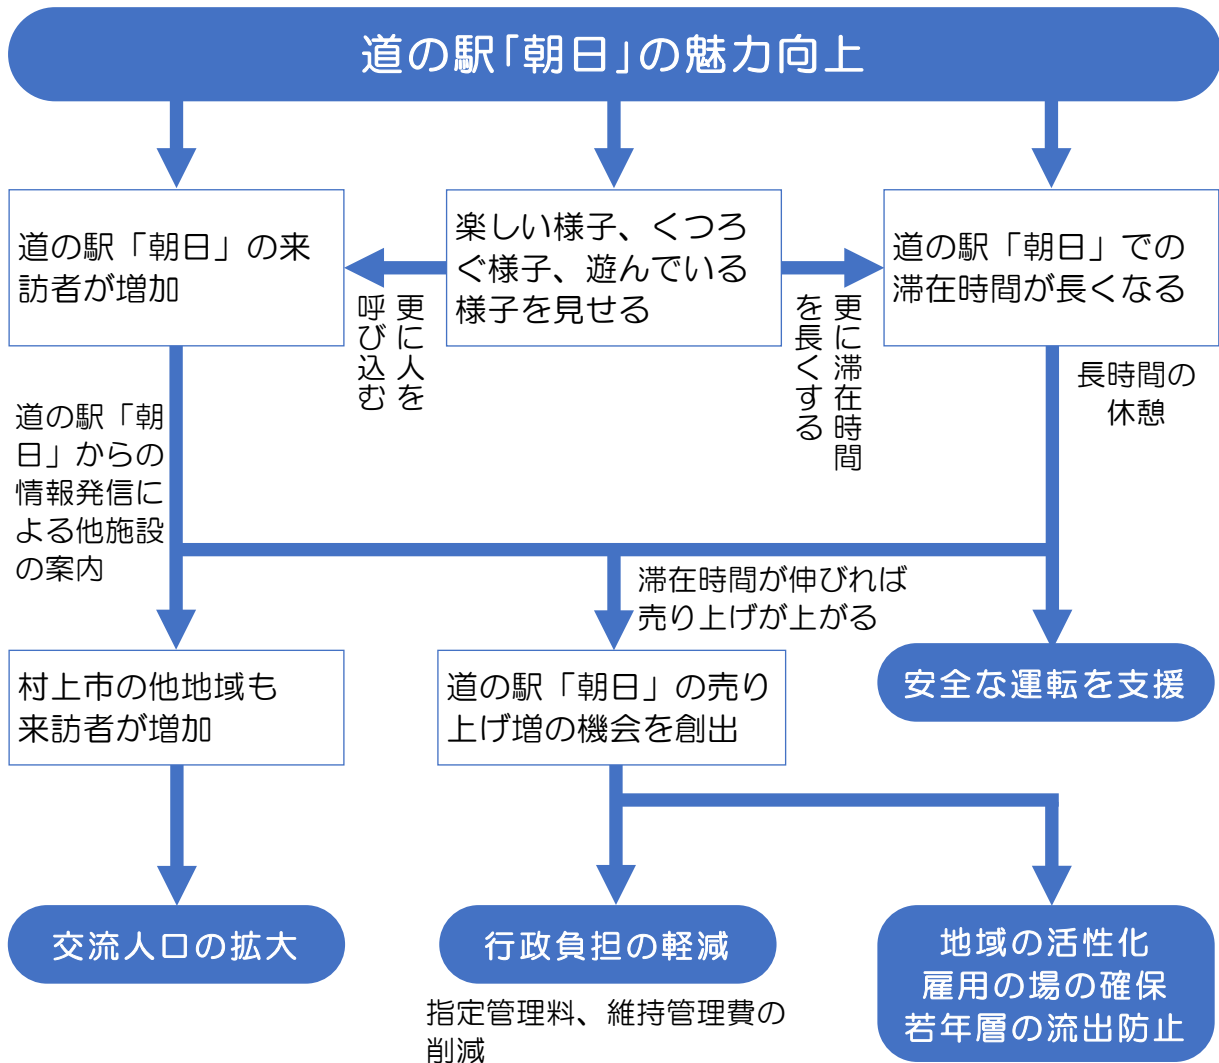 道の駅「朝日」の魅力向上
道の駅「朝日」の来
訪者が増加
楽しい様子、くつろ
ぐ様子、遊んでいる
様子を見せる
道の駅「朝日」での
滞在時間が長くなる
更に人を
呼び込む
更に滞在時間
を長くする
長時間の
休憩
道の駅「朝
日」からの
情報発信に
よる他施設
の案内
滞在時間が伸びれば
売り上げが上がる
村上市の他地域も
来訪者が増加
道の駅「朝日」の売り
上げ増の機会を創出
安全な運転を支援
交流人口の拡大
行政負担の軽減
指定管理料、維持管理費の
削減
地域の活性化
雇用の場の確保
若年層の流出防止